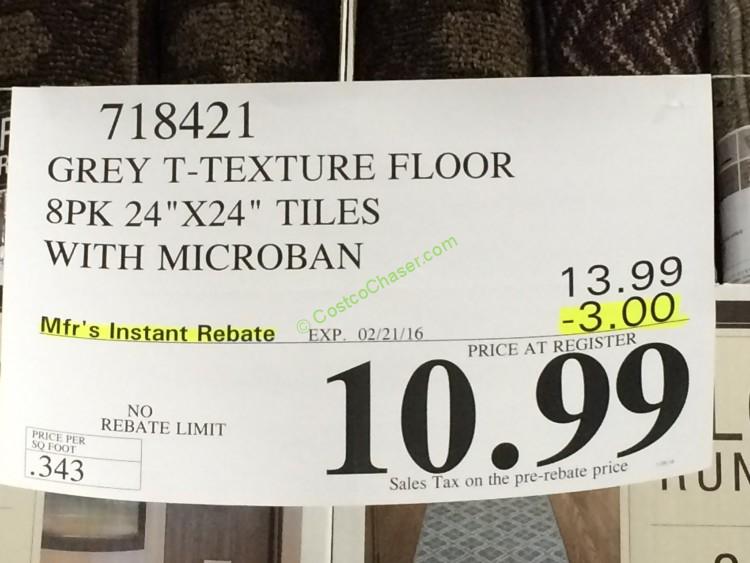 718421
GREY T-TEXTURE FLOOR
8PK 24"X24" TILES
WITH MICROBAN
© CostcoChaser.com
13.99
-3.00
Mfr's Instant Rebate EXP. 02/21/16
PRICE AT REGISTER
10.99
NO
REBATE LIMIT
PRICE PER
SQ FOOT
.343
Sales Tax on the pre-rebate price